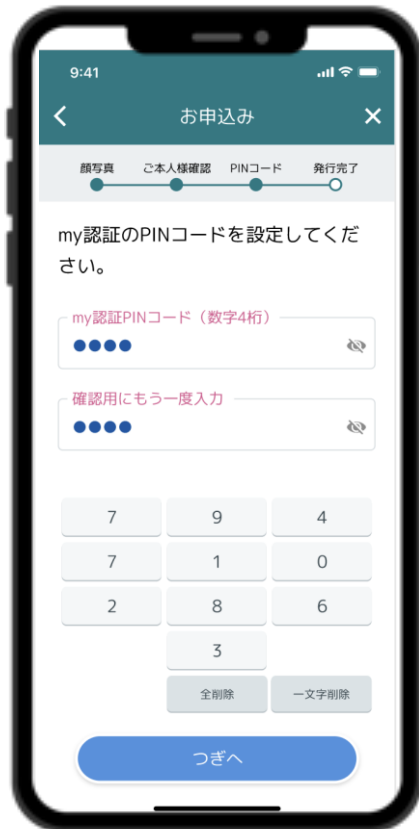 9:41
お申込み
顔写真 ご本人様確認 PINコード 発行完了
my認証のPINコードを設定してくだ
さい。
my認証PINコード（数字4桁）
●●●●
確認用にもう一度入力
●●●●
7 9 4
7 1 0
2 8 6
3
全削除 一文字削除
つぎへ